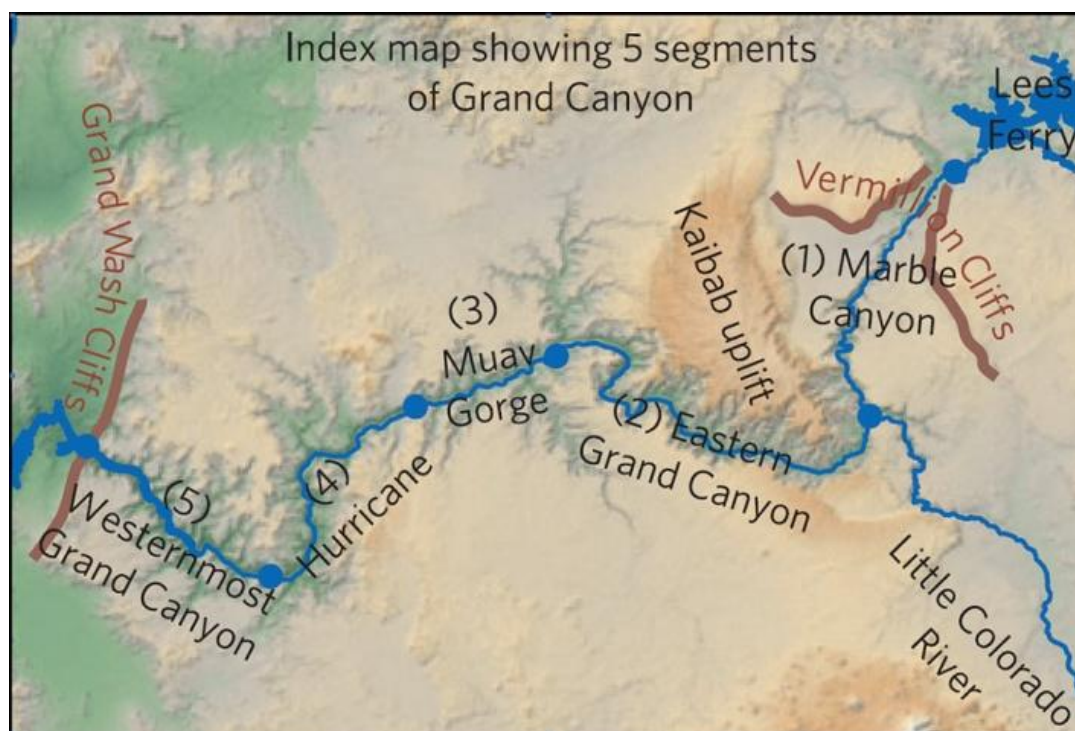 Index map showing 5 segments
of Grand Canyon
Lees
Ferry
Grand Wash Cliffs
Vermillion Cliffs
Kaibab uplift
(1) Marble
Canyon
(3)
Muav
Gorge
(2) Eastern
Grand Canyon
(4)
Hurricane
(5)
Westernmost
Grand Canyon
Little Colorado
River